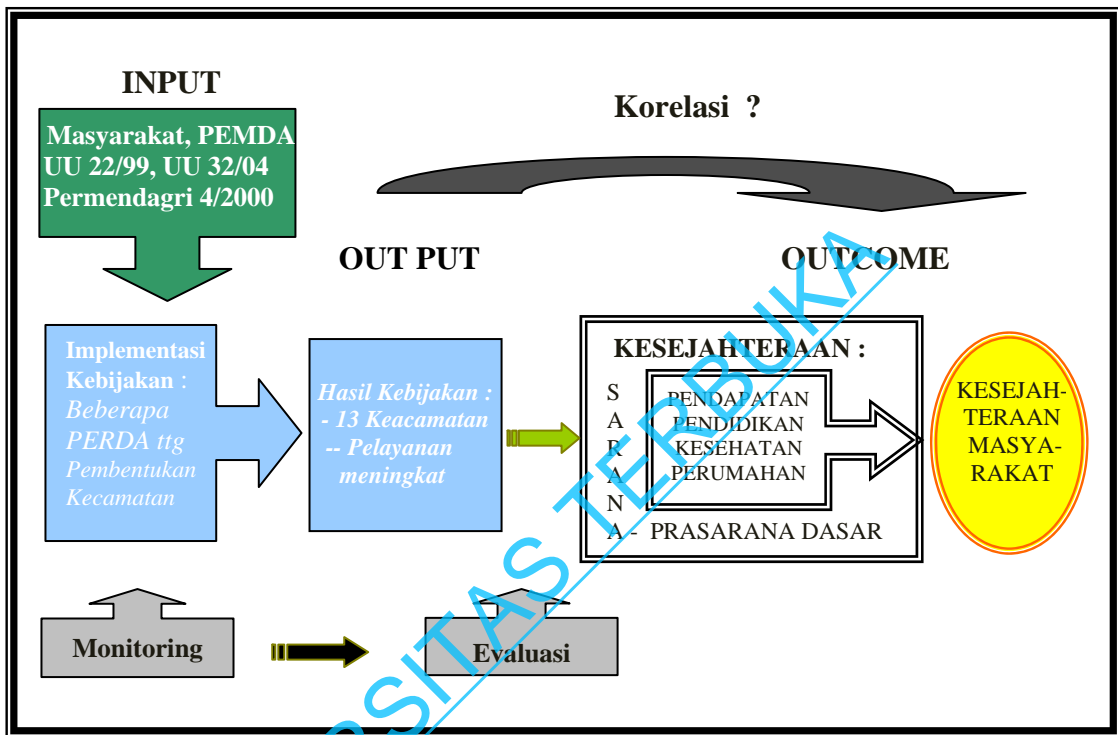 INPUT
Masyarakat, PEMDA
UU 22/99, UU 32/04
Permendagri 4/2000
Korelasi ?
OUT PUT
OUTCOME
Implementasi
Kebijakan :
Beberapa
PERDA ttg
Pembentukan
Kecamatan
Hasil Kebijakan :
- 13 Keacamatan
-- Pelayanan
meningkat
KESEJAHTERAAN :
S
A
R
A
N
A - PRASARANA DASAR
PENDAPATAN
PENDIDIKAN
KESEHATAN
PERUMAHAN
KESEJAH-
TERAAN
MASYA-
RAKAT
Monitoring
Evaluasi
RSITAS TERBUKA